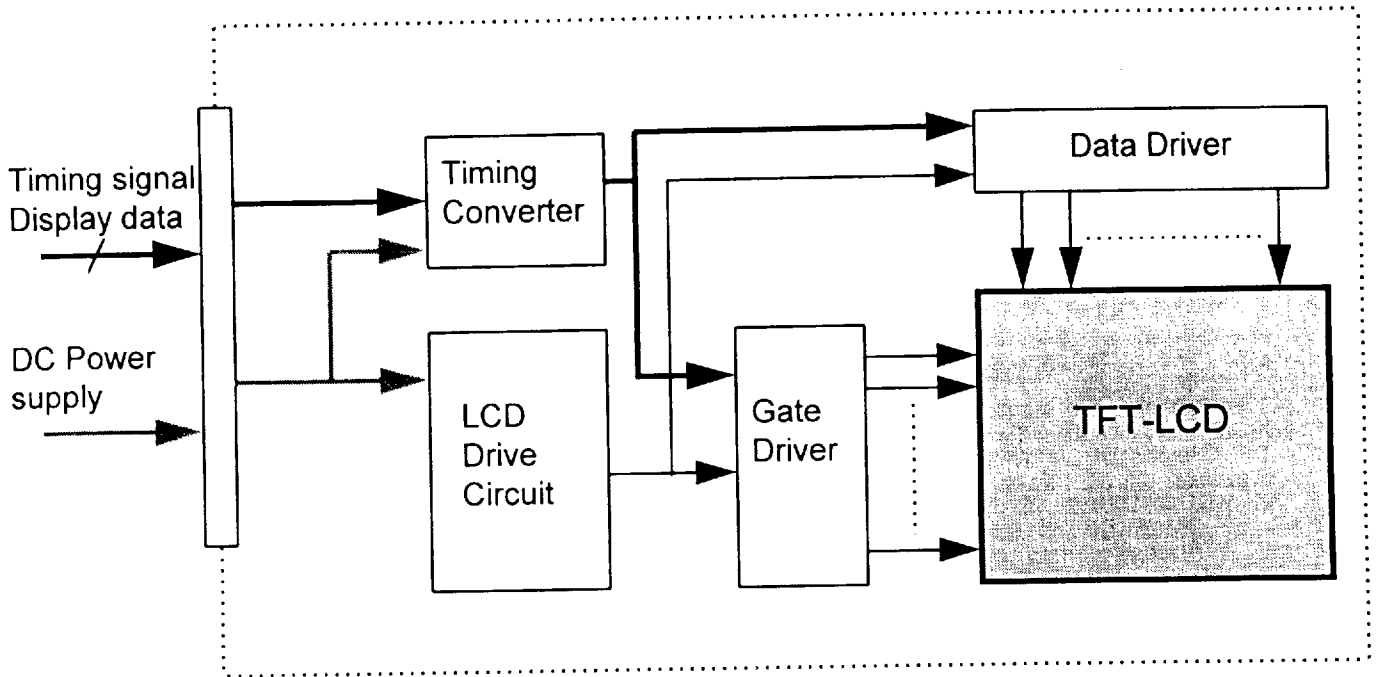 Timing signal
Display data
DC Power
supply
Timing
Converter
LCD
Drive
Circuit
Gate
Driver
Data Driver
TFT-LCD